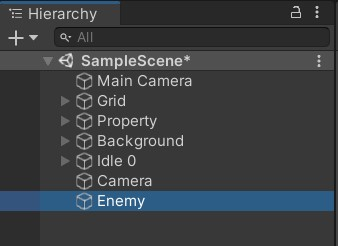 Hierarchy
All
SampleScene*
Main Camera
Grid
Property
Background
Idle 0
Camera
Enemy